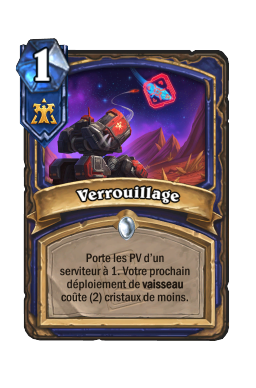 1
Verrouillage
Porte les PV d'un
serviteur à 1. Votre prochain
déploiement de vaisseau
coûte (2) cristaux de moins.